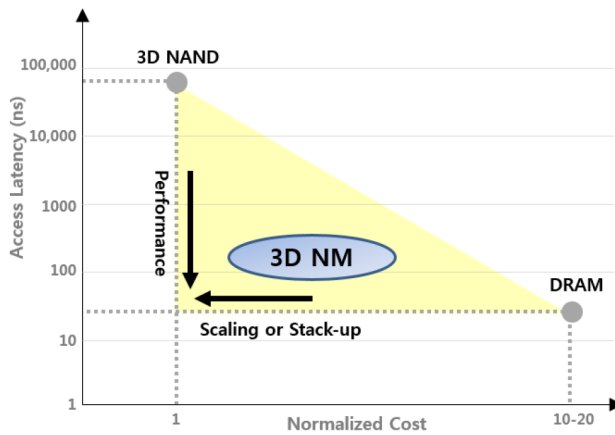 3D NAND
100,000
10,000
1000
100
10
1
Access Latency (ns)
Performance
3D NM
DRAM
Scaling or Stack-up
1
Normalized Cost
10-20